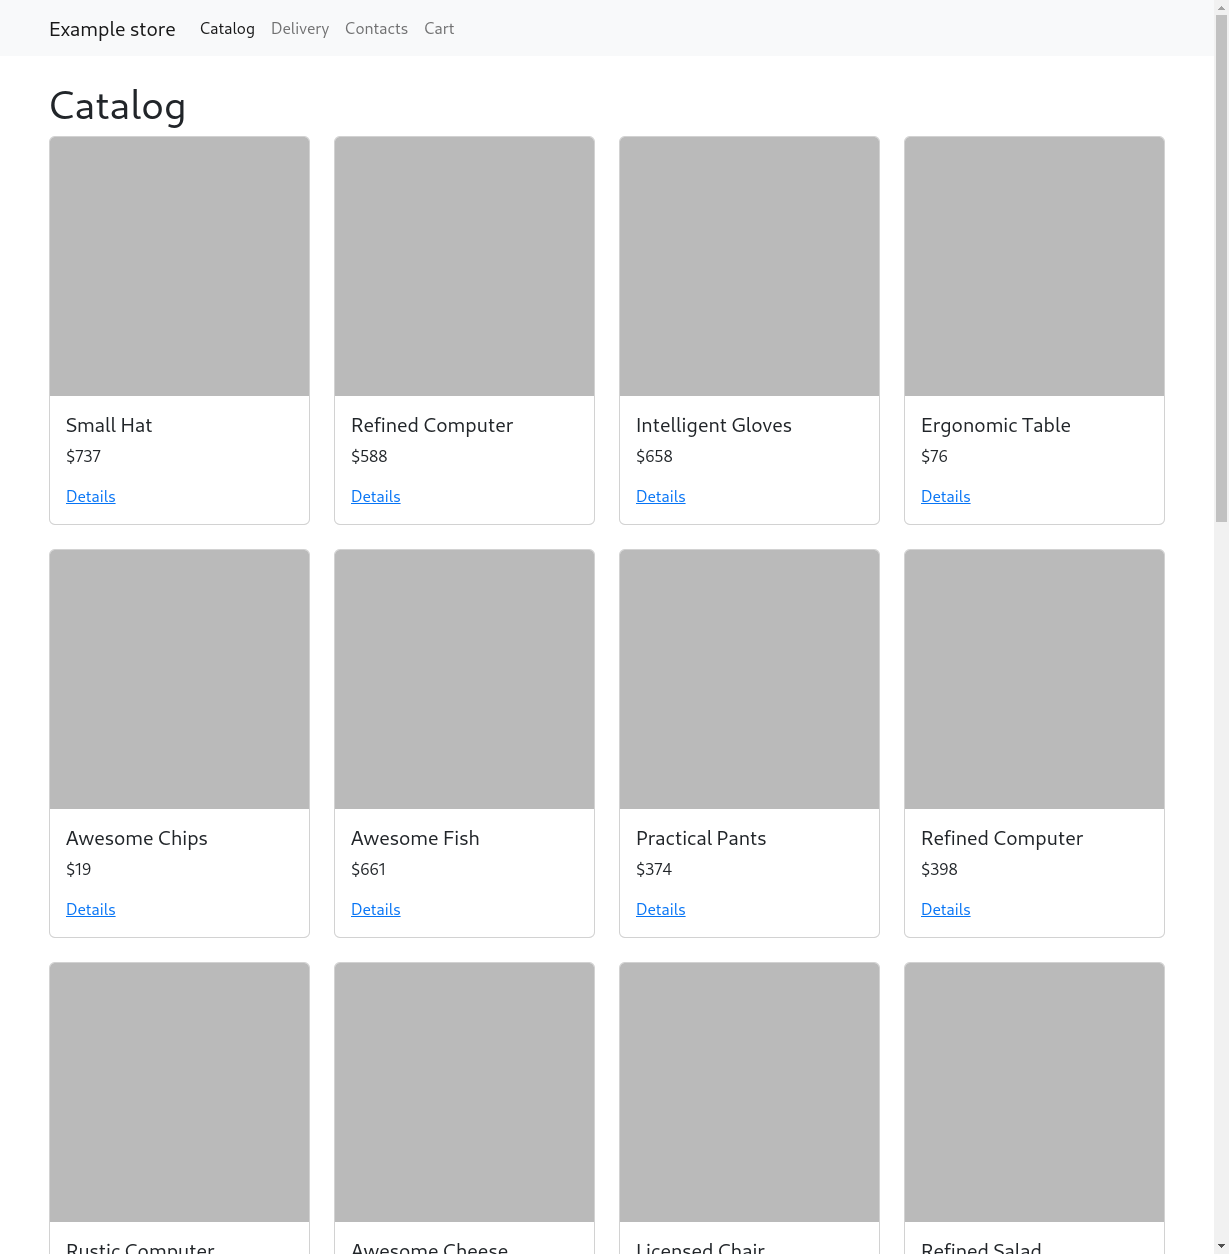 Example store Catalog Delivery Contacts Cart
Catalog
Small Hat
$737
Details
Refined Computer
$588
Details
Intelligent Gloves
$658
Details
Ergonomic Table
$76
Details
Awesome Chips
$19
Details
Awesome Fish
$661
Details
Practical Pants
$374
Details
Refined Computer
$398
Details
Rustic Computer
Awesome Cheese
Licensed Chair
Refined Salad